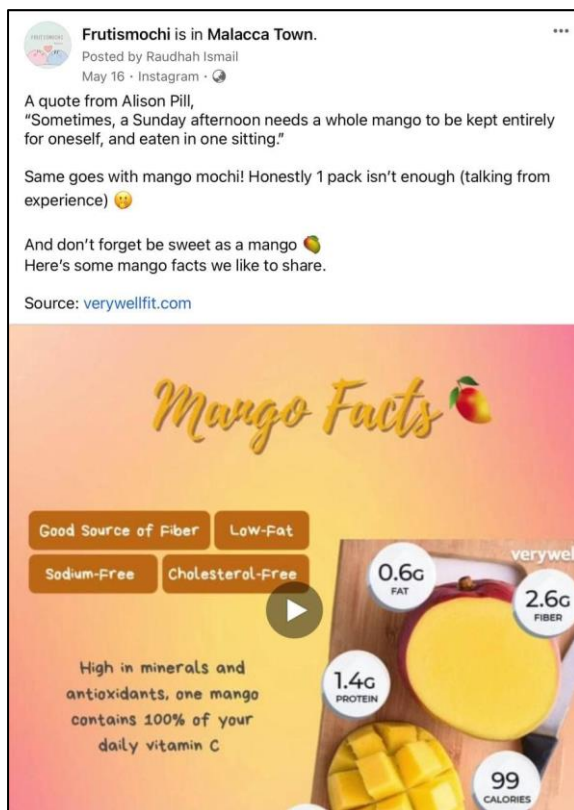 Frutismochi is in Malacca Town.
Posted by Raudhah Ismail
May 16 · Instagram ·
A quote from Alison Pill,
“Sometimes, a Sunday afternoon needs a whole mango to be kept entirely
for oneself, and eaten in one sitting.”
Same goes with mango mochi! Honestly 1 pack isn’t enough (talking from
experience) 🤭
And don’t forget be sweet as a mango 🥭
Here’s some mango facts we like to share.
Source: verywellfit.com
Mango Facts
Good Source of Fiber
Low-Fat
Sodium-Free
Cholesterol-Free
verywel
0.6G
FAT
2.6G
FIBER
1.4G
PROTEIN
High in minerals and
antioxidants, one mango
contains 100% of your
daily vitamin C
99
CALORIES